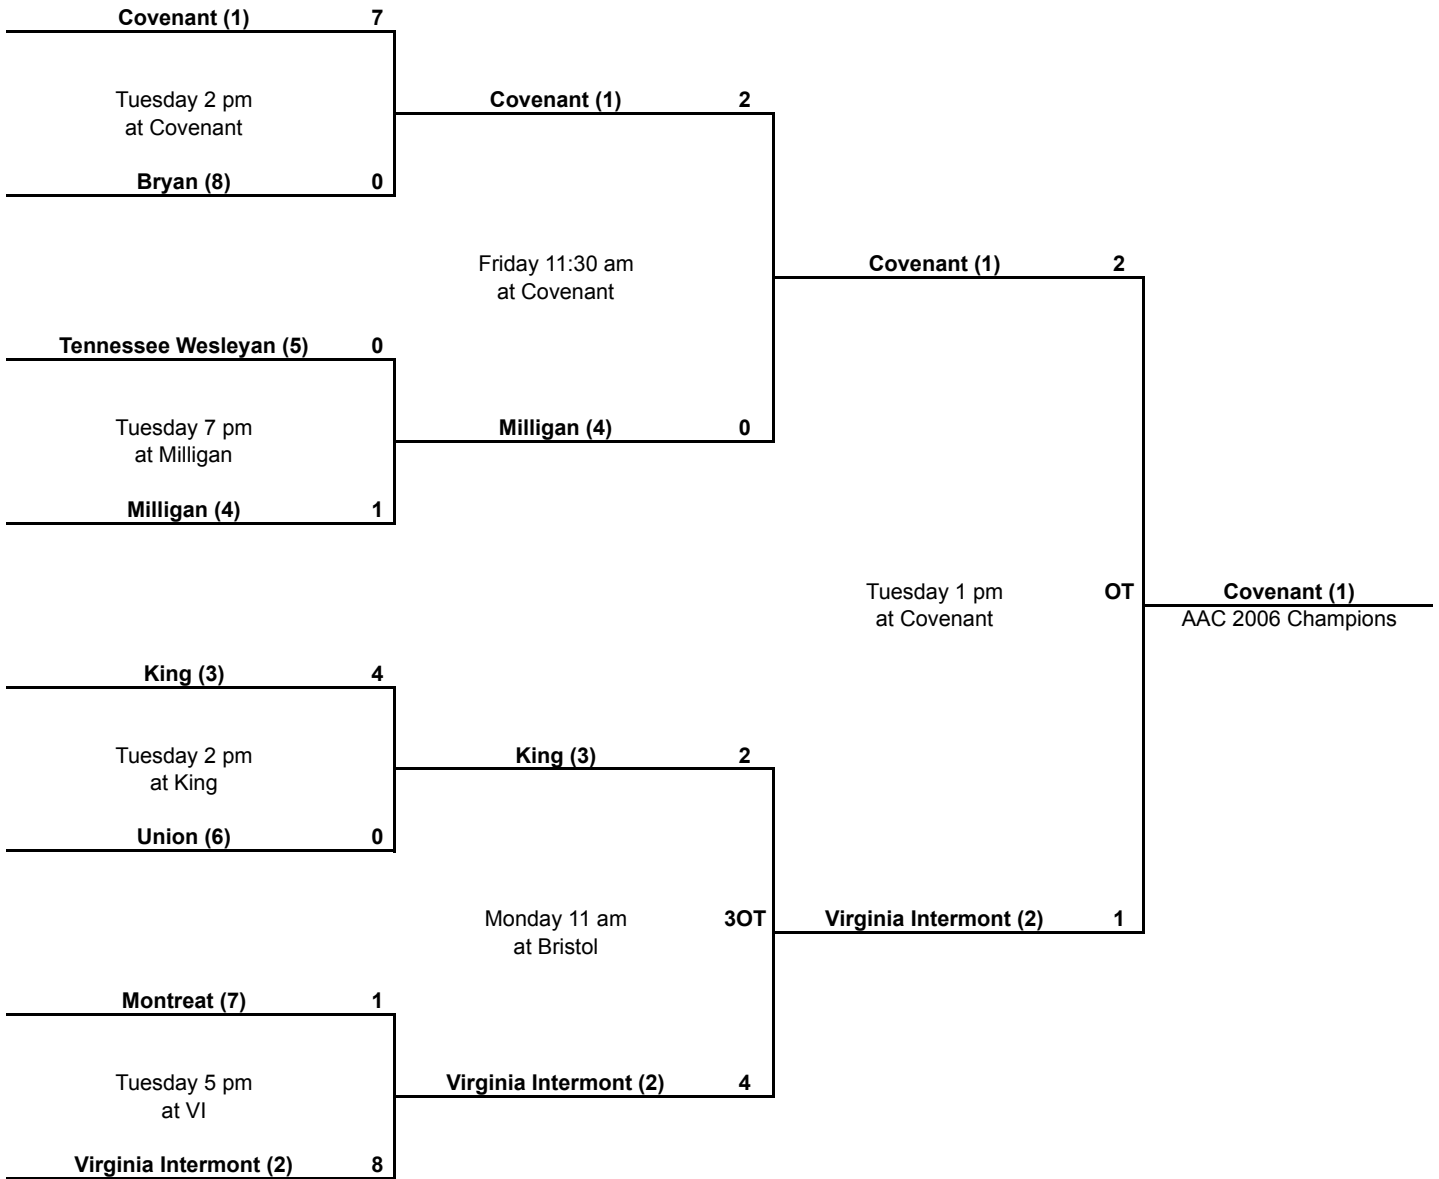 Covenant (1) 7
Tuesday 2 pm
at Covenant
Bryan (8) 0
Tennessee Wesleyan (5) 0
Tuesday 7 pm
at Milligan
Milligan (4) 1
King (3) 4
Tuesday 2 pm
at King
Union (6) 0
Montreat (7) 1
Tuesday 5 pm
at VI
Virginia Intermont (2) 8
Covenant (1) 2
Friday 11:30 am
at Covenant
Milligan (4) 0
King (3) 2
Monday 11 am 3OT
at Bristol
Virginia Intermont (2) 4
Covenant (1) 2
Tuesday 1 pm OT
at Covenant
Virginia Intermont (2) 1
Covenant (1)
AAC 2006 Champions